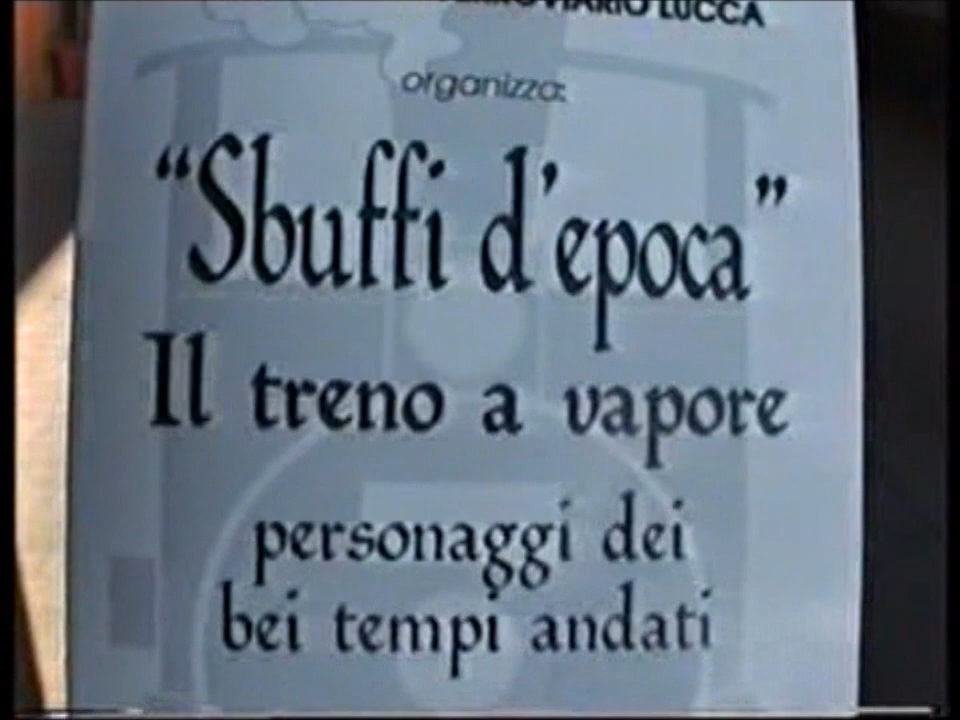 LUCCA
organizza:
“Sbuffi d'epoca”
Il treno a vapore
personaggi dei
bei tempi andati